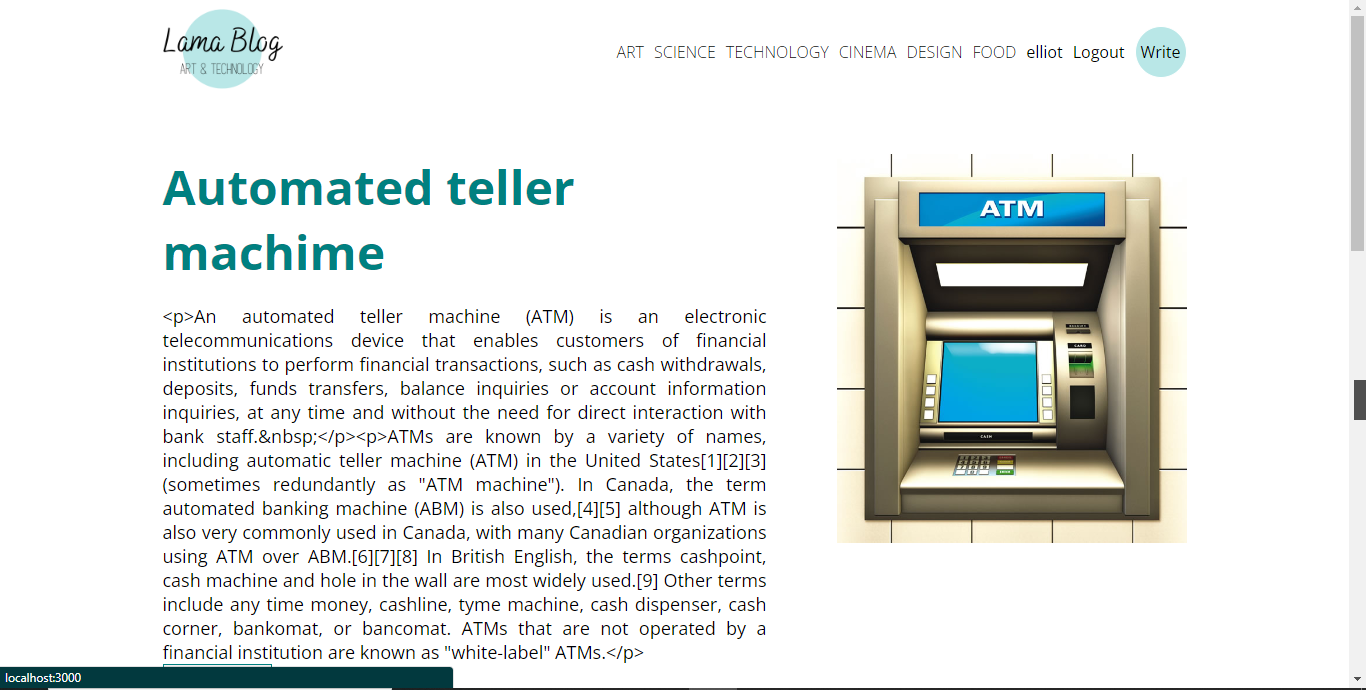 Lama Blog
ART & TECHNOLOGY
ART SCIENCE TECHNOLOGY CINEMA DESIGN FOOD elliot Logout Write
Automated teller
machime
<p>An automated teller machine (ATM) is an electronic
telecommunications device that enables customers of financial
institutions to perform financial transactions, such as cash withdrawals,
deposits, funds transfers, balance inquiries or account information
inquiries, at any time and without the need for direct interaction with
bank staff.&nbsp;</p><p>ATMs are known by a variety of names,
including automatic teller machine (ATM) in the United States[1][2][3]
(sometimes redundantly as "ATM machine"). In Canada, the term
automated banking machine (ABM) is also used,[4][5] although ATM is
also very commonly used in Canada, with many Canadian organizations
using ATM over ABM.[6][7][8] In British English, the terms cashpoint,
cash machine and hole in the wall are most widely used.[9] Other terms
include any time money, cashline, tyme machine, cash dispenser, cash
corner, bankomat, or bancomat. ATMs that are not operated by a
financial institution are known as "white-label" ATMs.</p>
ATM
CARD
CASH
localhost:3000